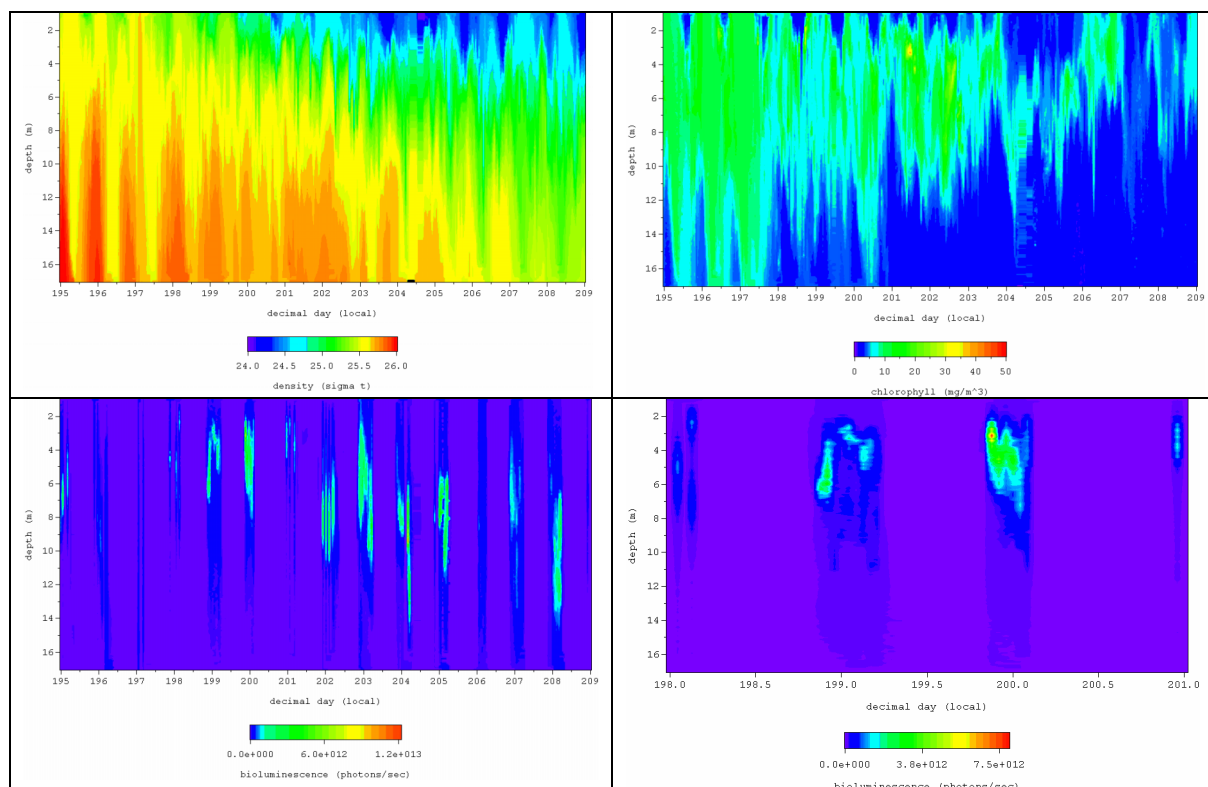 2
4
6
8
10
12
14
16
depth (m)
195 196 197 198 199 200 201 202 203 204 205 206 207 208 209
decimal day (local)
24.0 24.5 25.0 25.5 26.0
density (sigma t)
2
4
6
8
10
12
14
16
depth (m)
195 196 197 198 199 200 201 202 203 204 205 206 207 208 209
decimal day (local)
0 10 20 30 40 50
chlorophyll (mg/m^3)
2
4
6
8
10
12
14
16
depth (m)
195 196 197 198 199 200 201 202 203 204 205 206 207 208 209
decimal day (local)
0.0e+000 6.0e+012 1.2e+013
bioluminescence (photons/sec)
2
4
6
8
10
12
14
16
depth (m)
198.0 198.5 199.0 199.5 200.0 200.5 201.0
decimal day (local)
0.0e+000 3.8e+012 7.5e+012
bioluminescence (photons/sec)